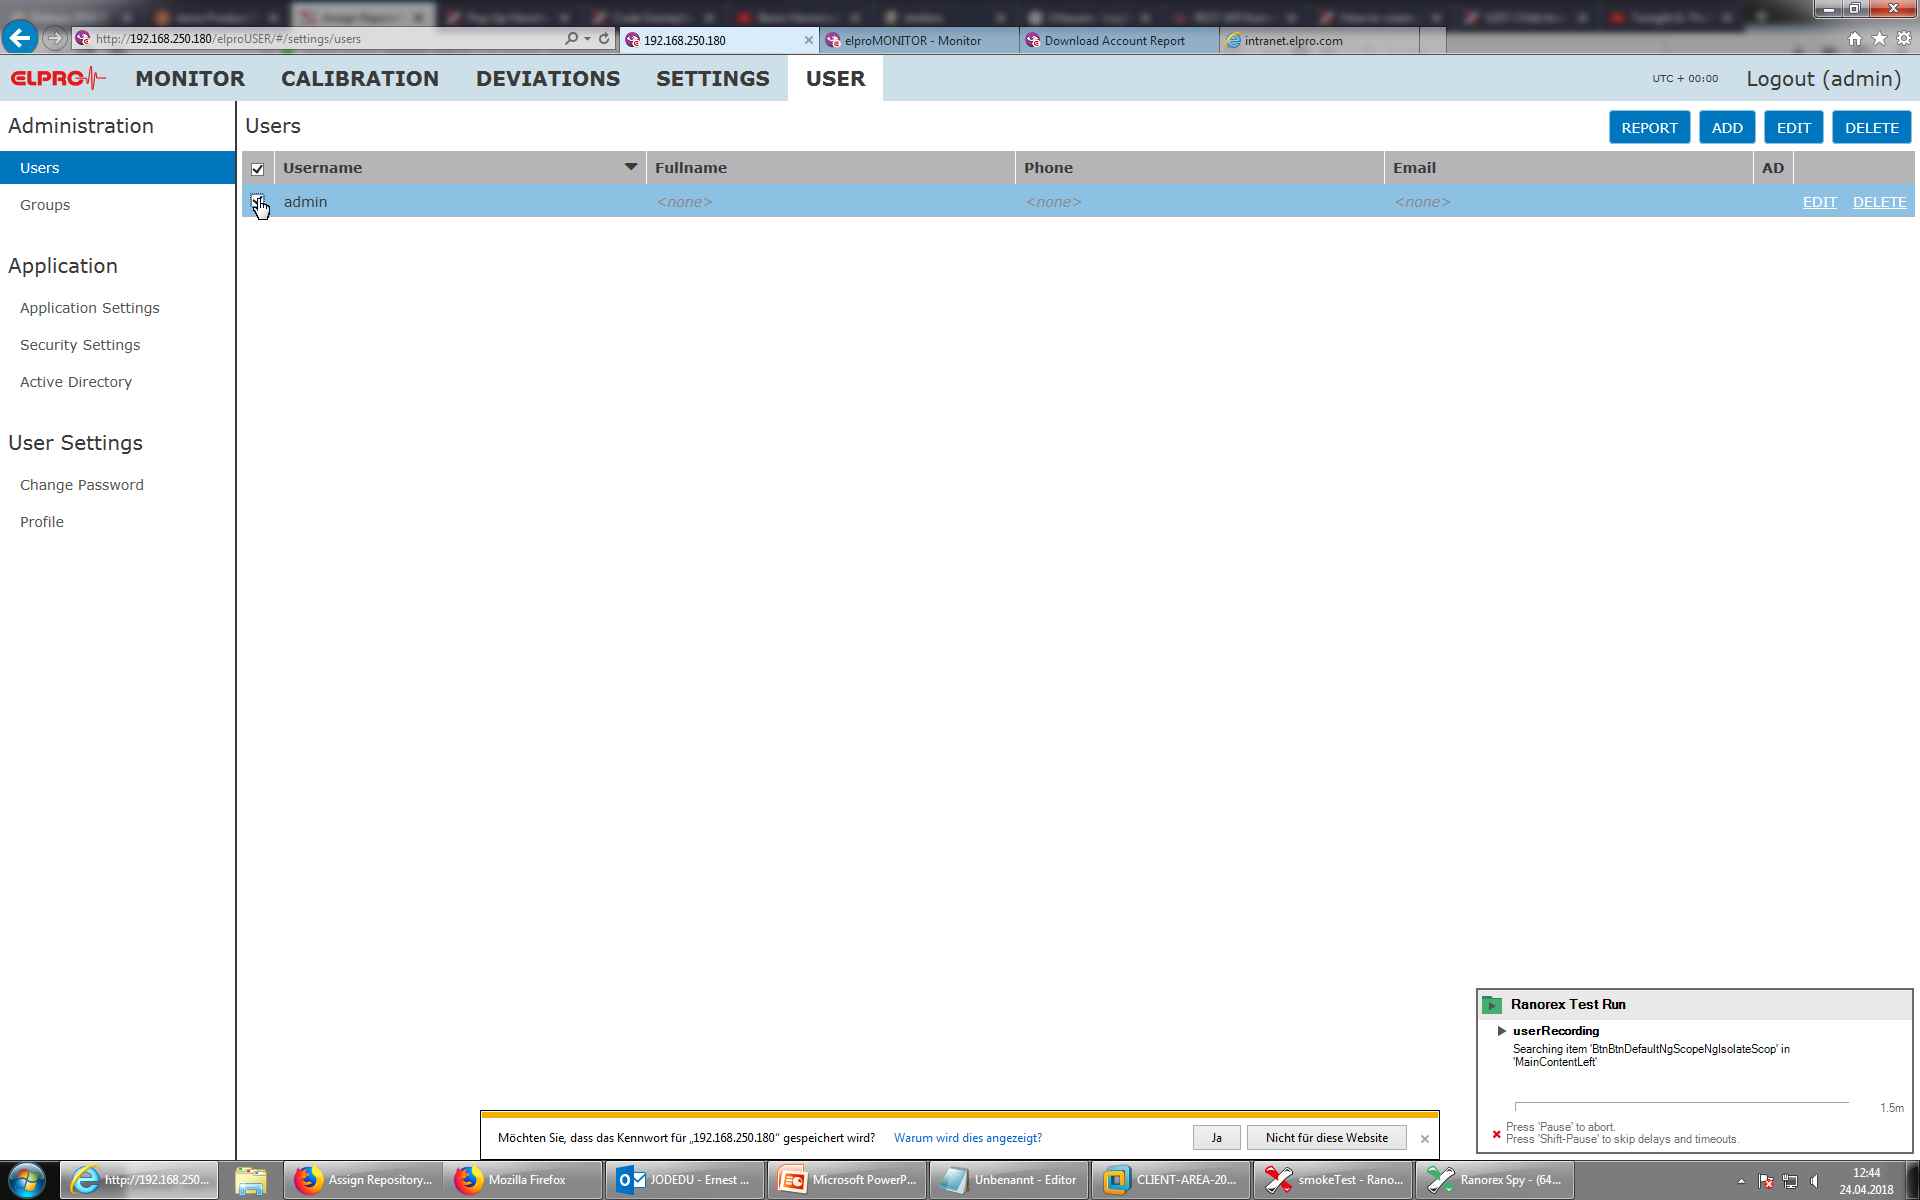 http://192.168.250.180/elproUSER/#/settings/users
192.168.250.180
elproMONITOR - Monitor
Download Account Report
intranet.elpro.com
ELPRO
MONITOR
CALIBRATION
DEVIATIONS
SETTINGS
USER
UTC + 00:00
Logout (admin)
Administration
Users
Groups
Application
Application Settings
Security Settings
Active Directory
User Settings
Change Password
Profile
Users
REPORT
ADD
EDIT
DELETE
Username
Fullname
Phone
Email
AD
admin
<none>
<none>
<none>
EDIT
DELETE
Ranorex Test Run
userRecording
Searching item 'BtnBtnDefaultNgScopeNgIsolateScop' in
'MainContentLeft'
1.5m
Press 'Pause' to abort.
Press 'Shift-Pause' to skip delays and timeouts.
Möchten Sie, dass das Kennwort für „192.168.250.180“ gespeichert wird?
Warum wird dies angezeigt?
Ja
Nicht für diese Website
http://192.168.250...
Assign Repository...
Mozilla Firefox
JODEDU - Ernest ...
Microsoft PowerP...
Unbenannt - Editor
CLIENT-AREA-20...
smokeTest - Rano...
Ranorex Spy - (64...
12:44
24.04.2018